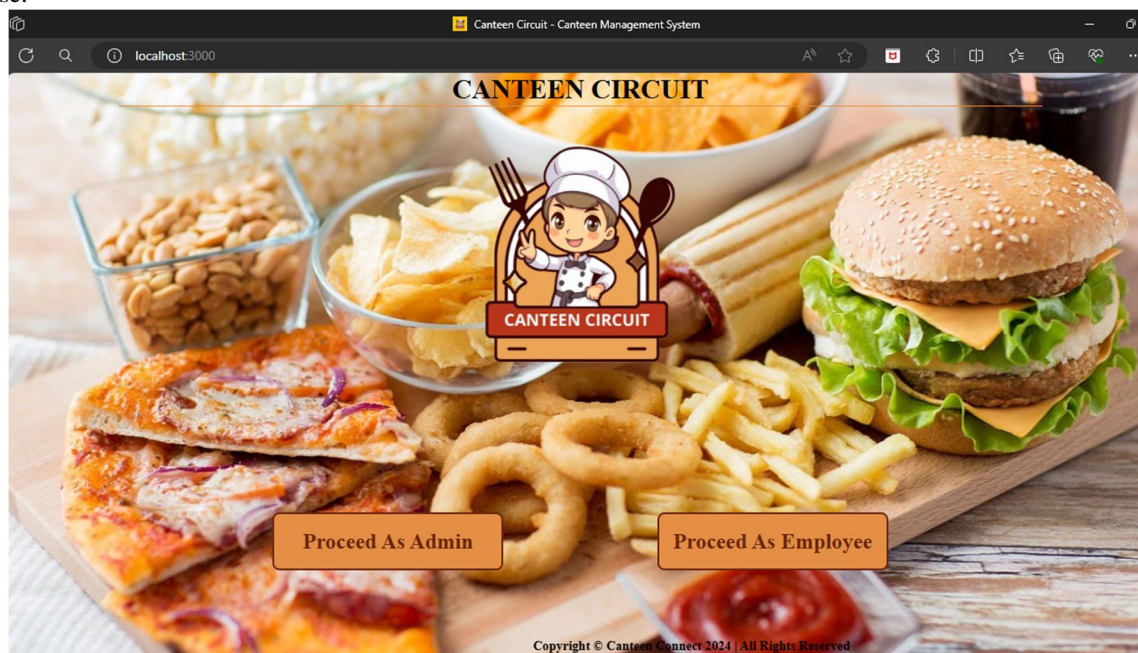 Canteen Circuit - Canteen Management System
localhost:3000
CANTEEN CIRCUIT
CANTEEN CIRCUIT
Proceed As Admin
Proceed As Employee
Copyright © Canteen Connect 2024 | All Rights Reserved